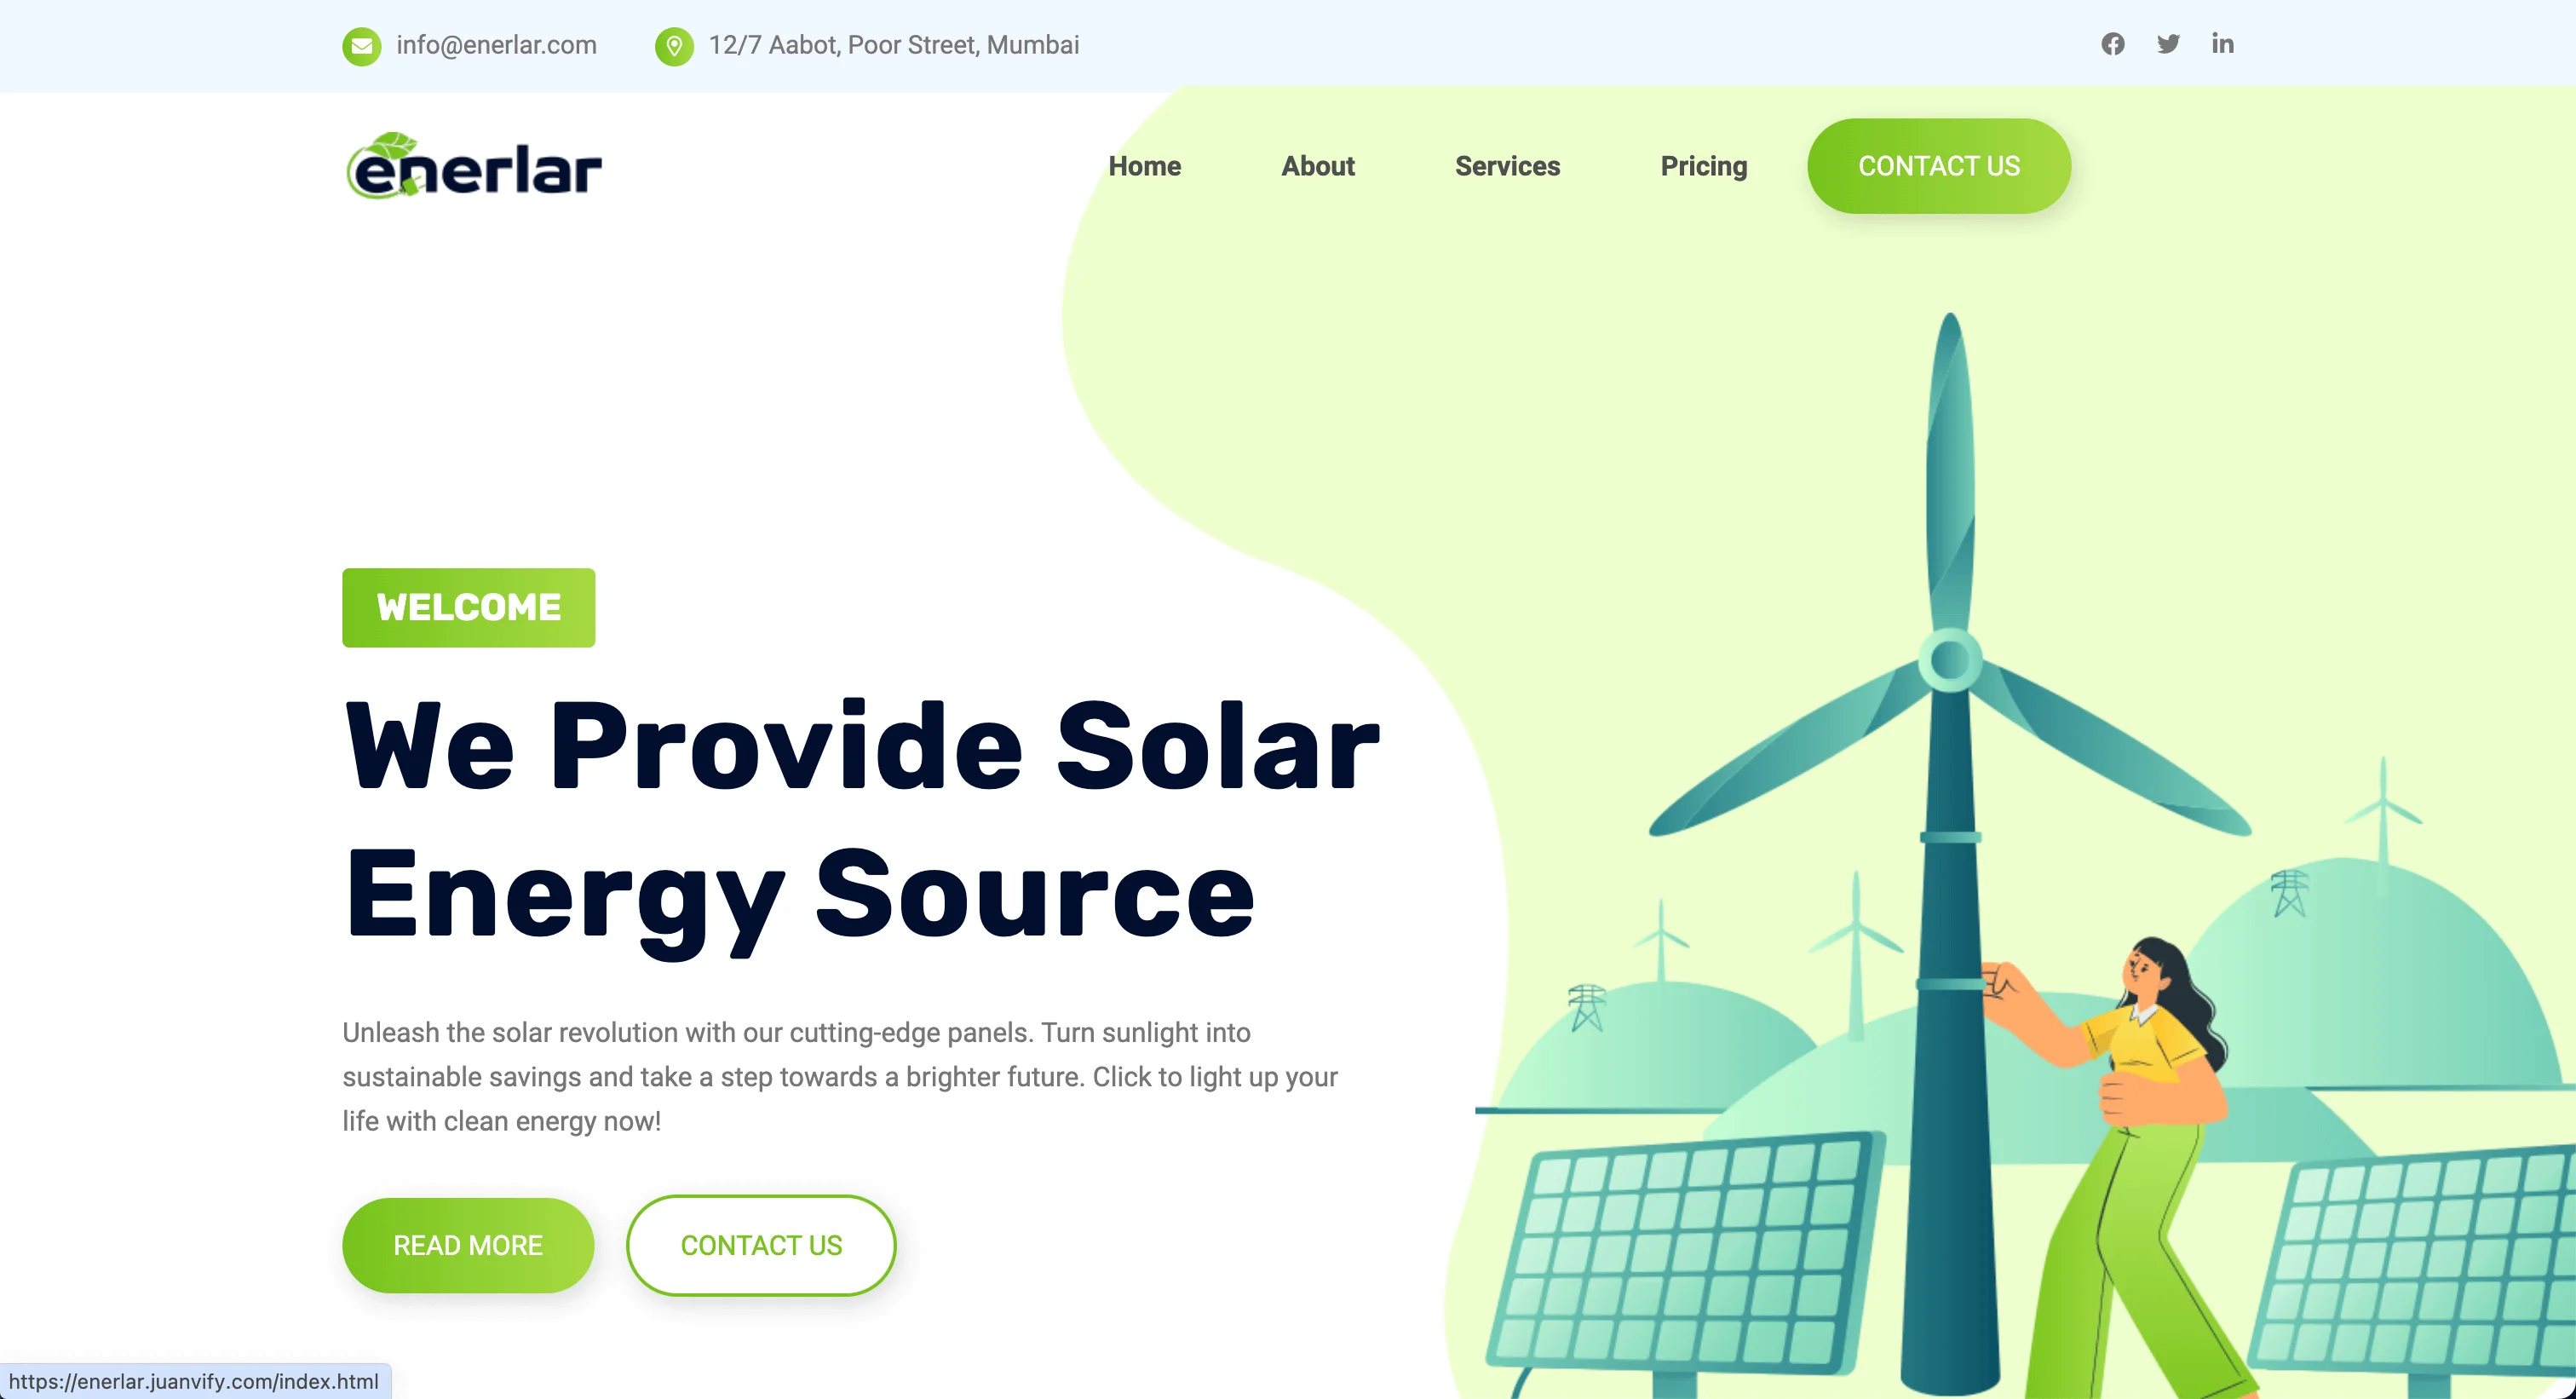 info@enerlar.com
12/7 Aabot, Poor Street, Mumbai
enerlar
Home
About
Services
Pricing
CONTACT US
WELCOME
We Provide Solar
Energy Source
Unleash the solar revolution with our cutting-edge panels. Turn sunlight into
sustainable savings and take a step towards a brighter future. Click to light up your
life with clean energy now!
READ MORE
CONTACT US
https://enerlar.juanvify.com/index.html